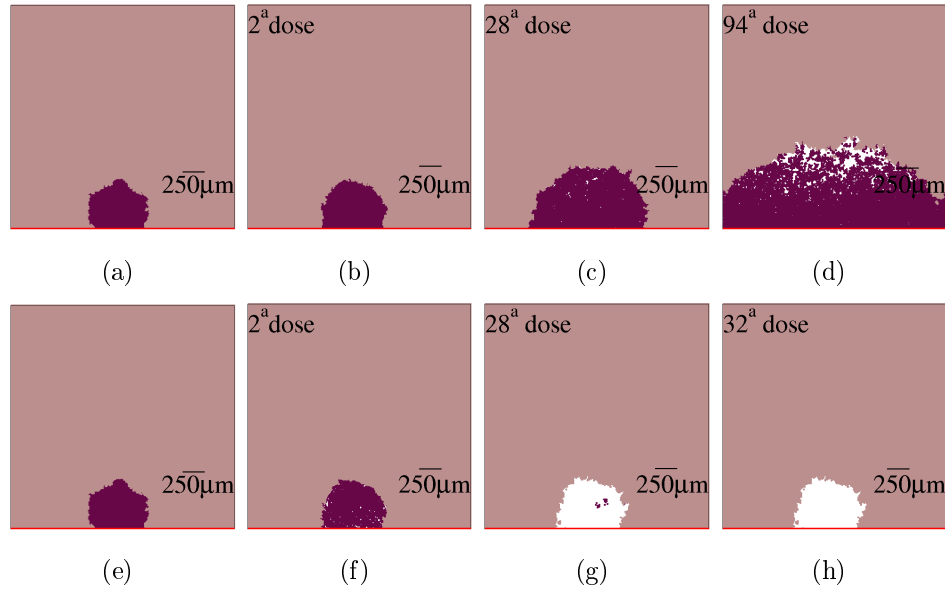 2ª dose
28ª dose
94ª dose
250μm
250μm
250μm
250μm
(a)
(b)
(c)
(d)
2ª dose
28ª dose
32ª dose
250μm
250μm
250μm
250μm
(e)
(f)
(g)
(h)